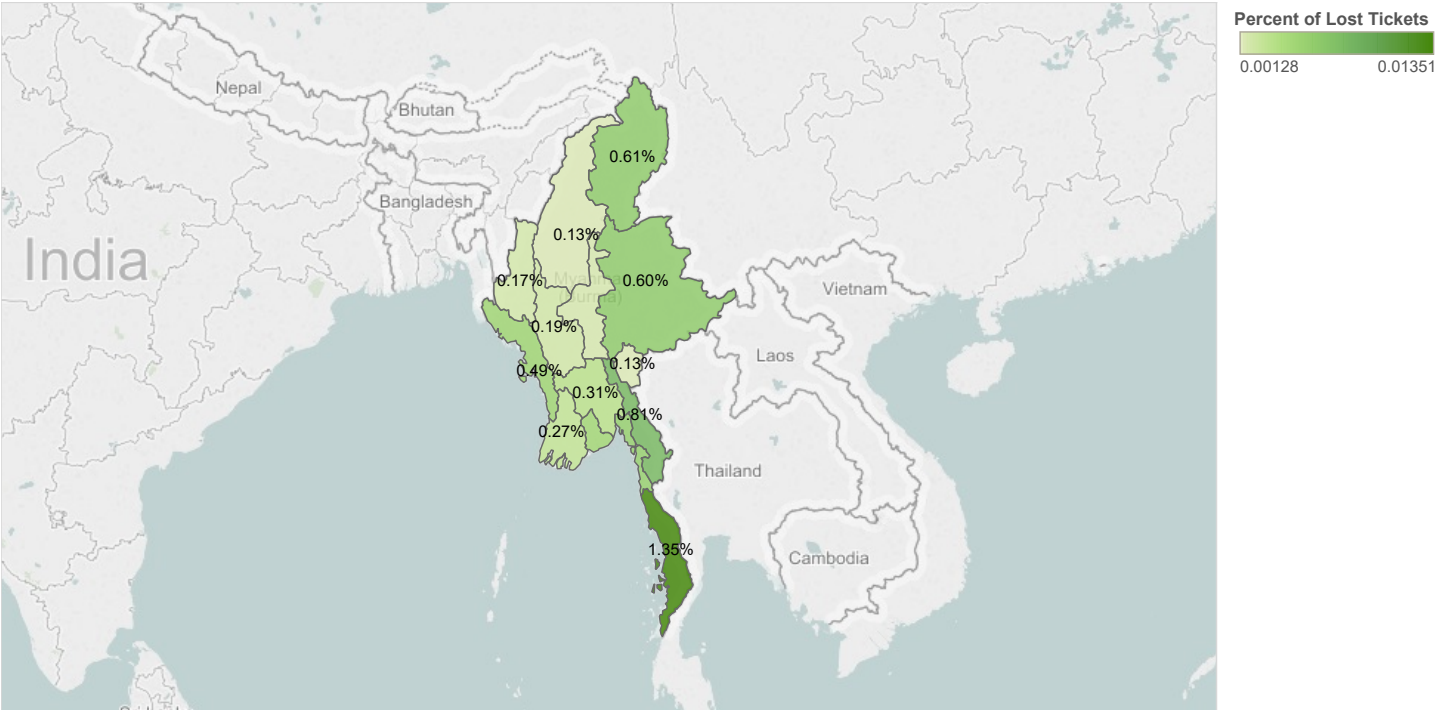 Percent of Lost Tickets
0.00128 0.01351
Nepal
Bhutan
0.61%
Bangladesh
0.13%
India
0.17%
Myanma
0.60%
(Burma)
Vietnam
0.19%
Laos
0.13%
0.49%
0.31%
0.81%
0.27%
Thailand
1.35%
Cambodia